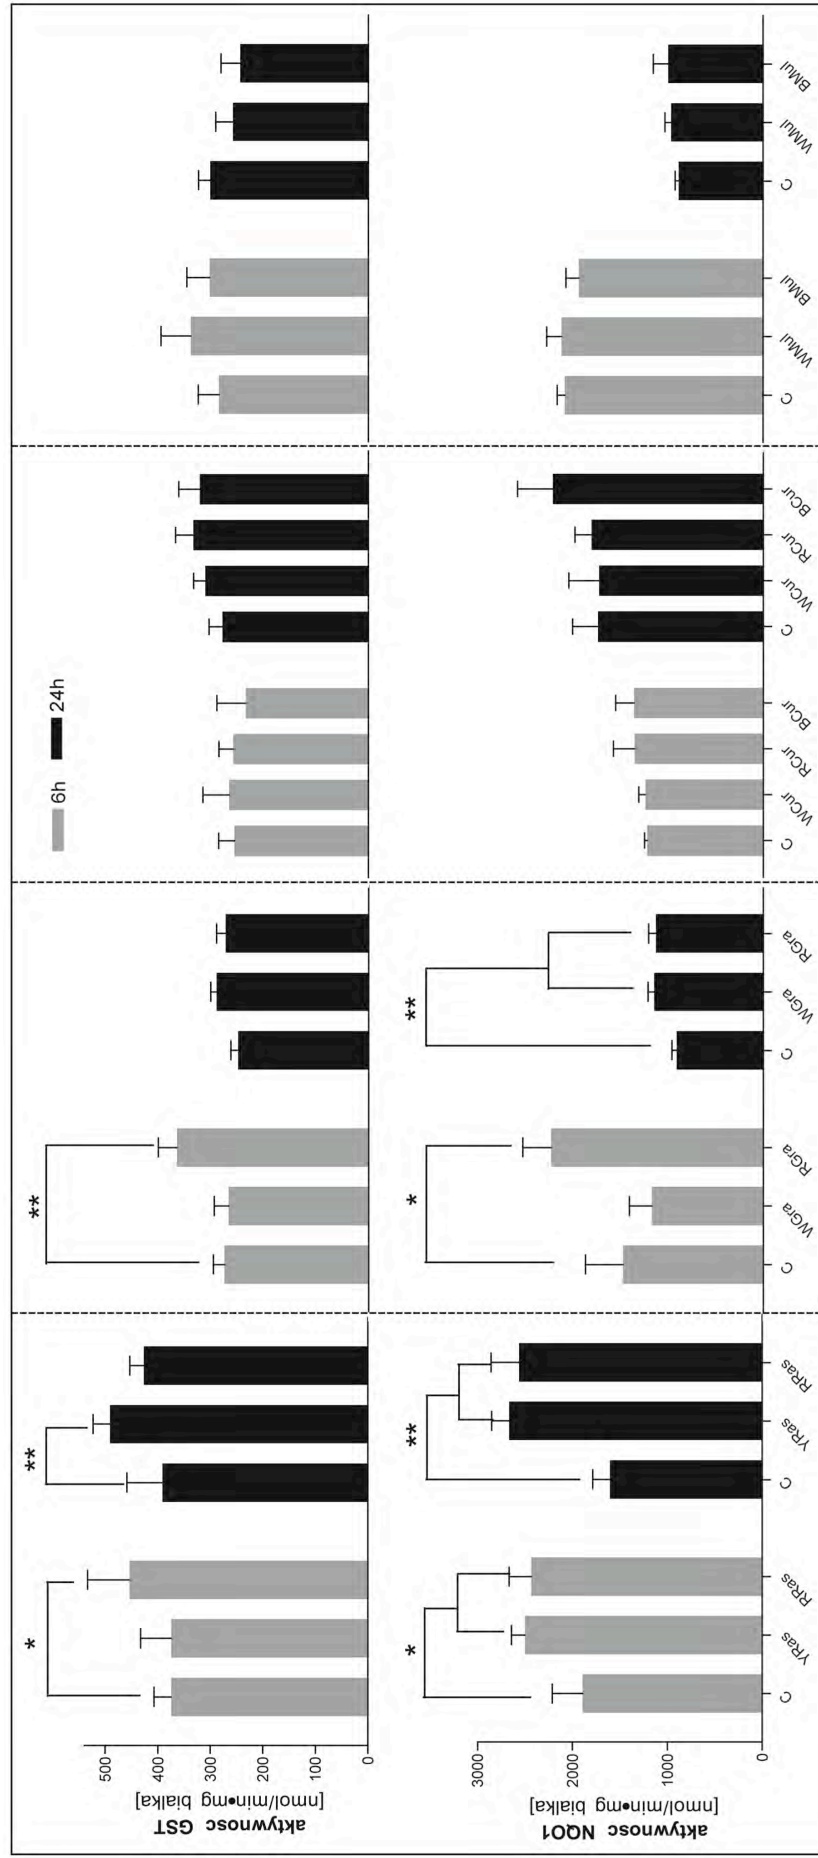 6h 24h
aktywnosc GST
[nmol/min•mg bialka]
500
400
300
200
100
0
* ** **
aktywnosc NQO1
[nmol/min•mg bialka]
3000
2000
1000
0
* ** * **
C YRas RRas C YRas RRas C WGra RGra C WGra RGra C WCur RCur BCur C WCur RCur BCur C WMul BMul C WMul BMul